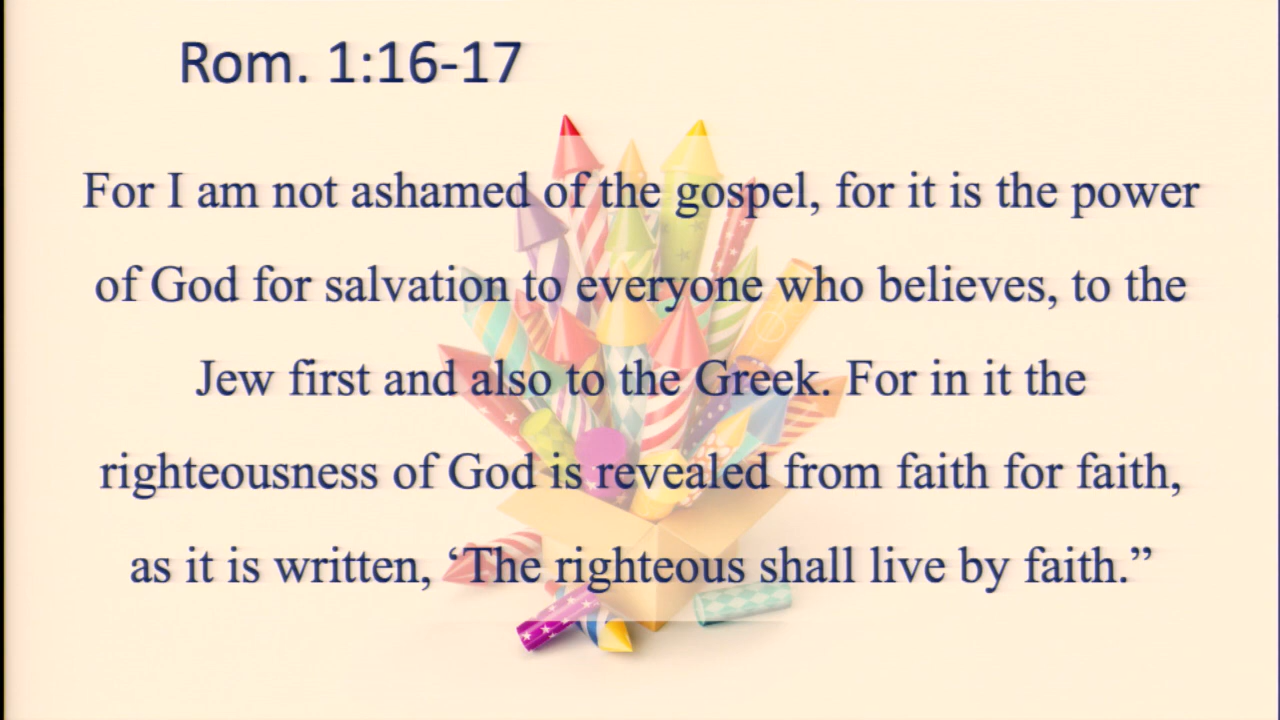 Rom. 1:16-17
For I am not ashamed of the gospel, for it is the power
of God for salvation to everyone who believes, to the
Jew first and also to the Greek. For in it the
righteousness of God is revealed from faith for faith,
as it is written, ‘The righteous shall live by faith.”